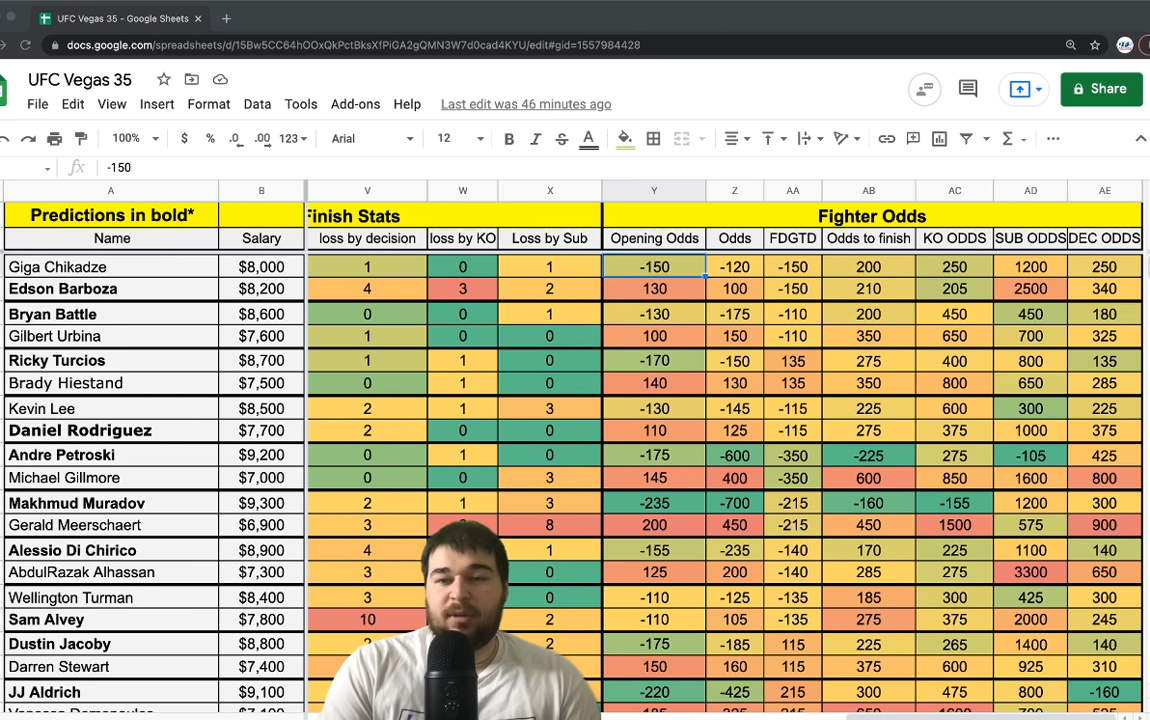 UFC Vegas 35 - Google Sheets
docs.google.com/spreadsheets/d/15Bw5CC64hOOxQkPctBksXfPiGA2gQMN3W7d0cad4KYU/edit#gid=1557984428
UFC Vegas 35
File Edit View Insert Format Data Tools Add-ons Help Last edit was 46 minutes ago
Share
100% $ % .0 .00 123 Arial 12 B I S A
fx -150
A B V W X Y Z AA AB AC AD AE
Predictions in bold* Finish Stats Fighter Odds
Name Salary loss by decision loss by KO Loss by Sub Opening Odds Odds FDGTD Odds to finish KO ODDS SUB ODDS DEC ODDS
Giga Chikadze $8,000 1 0 1 -150 -120 -150 200 250 1200 250
Edson Barboza $8,200 4 3 2 130 100 -150 210 205 2500 340
Bryan Battle $8,600 0 0 1 -130 -175 -110 200 450 450 180
Gilbert Urbina $7,600 1 0 0 100 150 -110 350 650 700 325
Ricky Turcios $8,700 1 1 0 -170 -150 135 275 400 800 135
Brady Hiestand $7,500 0 1 0 140 130 135 350 800 650 285
Kevin Lee $8,500 2 1 3 -130 -145 -115 225 600 300 225
Daniel Rodriguez $7,700 2 0 0 110 125 -115 275 375 1000 375
Andre Petroski $9,200 0 1 0 -175 -600 -350 -225 275 -105 425
Michael Gillmore $7,000 0 0 3 145 400 -350 600 850 1600 800
Makhmud Muradov $9,300 2 1 3 -235 -700 -215 -160 -155 1200 300
Gerald Meerschaert $6,900 3 8 200 450 -215 450 1500 575 900
Alessio Di Chirico $8,900 4 1 -155 -235 -140 170 225 1100 140
AbdulRazak Alhassan $7,300 3 0 125 200 -140 285 275 3300 650
Wellington Turman $8,400 3 0 -110 -125 -135 185 300 425 300
Sam Alvey $7,800 10 2 -110 105 -135 275 375 2000 245
Dustin Jacoby $8,800 2 -175 -185 115 225 265 1400 140
Darren Stewart $7,400 150 160 115 375 600 925 310
JJ Aldrich $9,100 -220 -425 215 300 475 800 -160